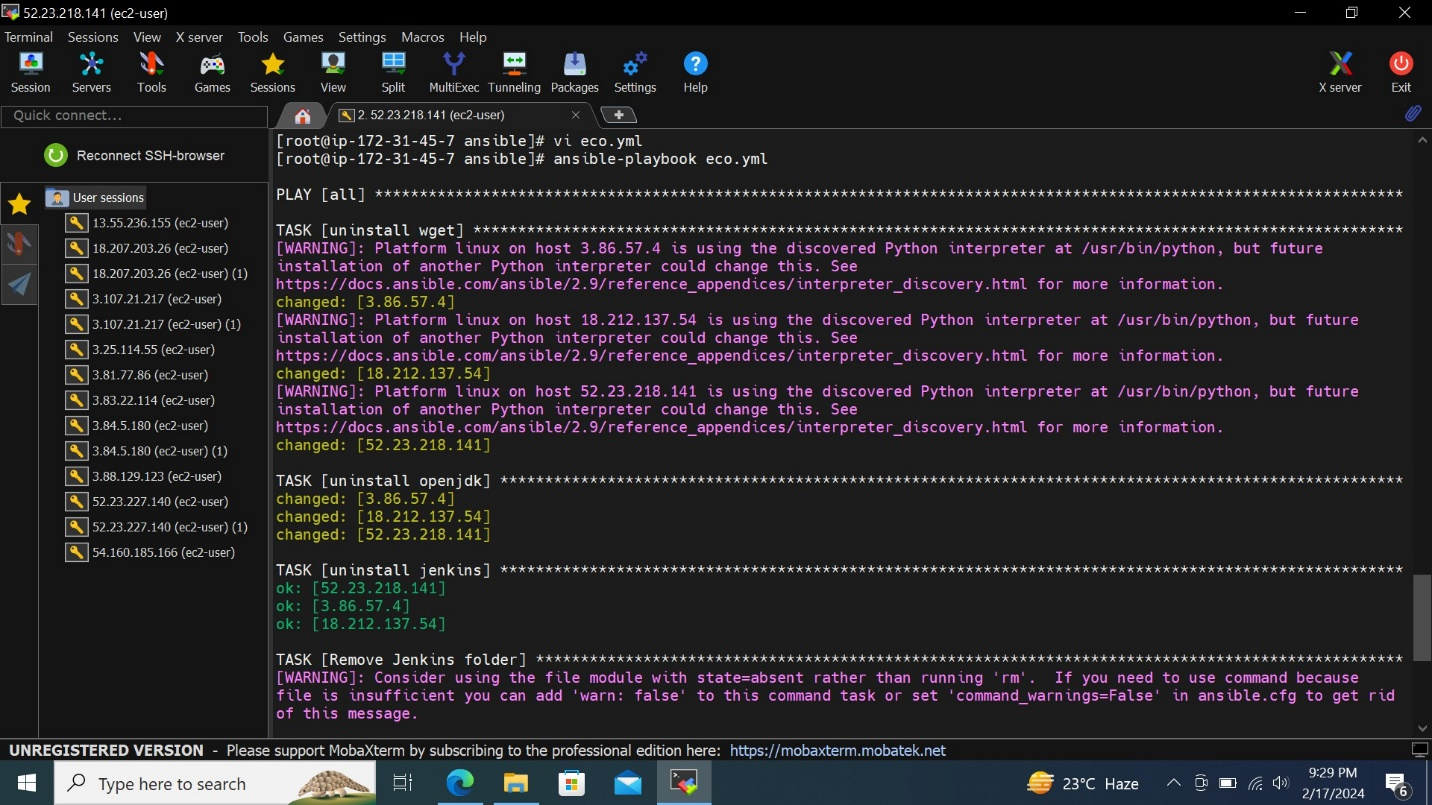 52.23.218.141 (ec2-user)
Terminal Sessions View X server Tools Games Settings Macros Help
Session Servers Tools Games Sessions View Split MultiExec Tunneling Packages Settings Help X server Exit
Quick connect...
2. 52.23.218.141 (ec2-user)
Reconnect SSH-browser
User sessions
13.55.236.155 (ec2-user)
18.207.203.26 (ec2-user)
18.207.203.26 (ec2-user) (1)
3.107.21.217 (ec2-user)
3.107.21.217 (ec2-user) (1)
3.25.114.55 (ec2-user)
3.81.77.86 (ec2-user)
3.83.22.114 (ec2-user)
3.84.5.180 (ec2-user)
3.84.5.180 (ec2-user) (1)
3.88.129.123 (ec2-user)
52.23.227.140 (ec2-user)
52.23.227.140 (ec2-user) (1)
54.160.185.166 (ec2-user)
[root@ip-172-31-45-7 ansible]# vi eco.yml
[root@ip-172-31-45-7 ansible]# ansible-playbook eco.yml
PLAY [all] *******************************************************************************************************************
TASK [uninstall wget] ********************************************************************************************************
[WARNING]: Platform linux on host 3.86.57.4 is using the discovered Python interpreter at /usr/bin/python, but future
installation of another Python interpreter could change this. See
https://docs.ansible.com/ansible/2.9/reference_appendices/interpreter_discovery.html for more information.
changed: [3.86.57.4]
[WARNING]: Platform linux on host 18.212.137.54 is using the discovered Python interpreter at /usr/bin/python, but future
installation of another Python interpreter could change this. See
https://docs.ansible.com/ansible/2.9/reference_appendices/interpreter_discovery.html for more information.
changed: [18.212.137.54]
[WARNING]: Platform linux on host 52.23.218.141 is using the discovered Python interpreter at /usr/bin/python, but future
installation of another Python interpreter could change this. See
https://docs.ansible.com/ansible/2.9/reference_appendices/interpreter_discovery.html for more information.
changed: [52.23.218.141]
TASK [uninstall openjdk] *****************************************************************************************************
changed: [3.86.57.4]
changed: [18.212.137.54]
changed: [52.23.218.141]
TASK [uninstall jenkins] *****************************************************************************************************
ok: [52.23.218.141]
ok: [3.86.57.4]
ok: [18.212.137.54]
TASK [Remove Jenkins folder] *************************************************************************************************
[WARNING]: Consider using the file module with state=absent rather than running 'rm'.  If you need to use command because
file is insufficient you can add 'warn: false' to this command task or set 'command_warnings=False' in ansible.cfg to get rid
of this message.
UNREGISTERED VERSION - Please support MobaXterm by subscribing to the professional edition here: https://mobaxterm.mobatek.net
Type here to search
23°C Haze
9:29 PM
2/17/2024
6